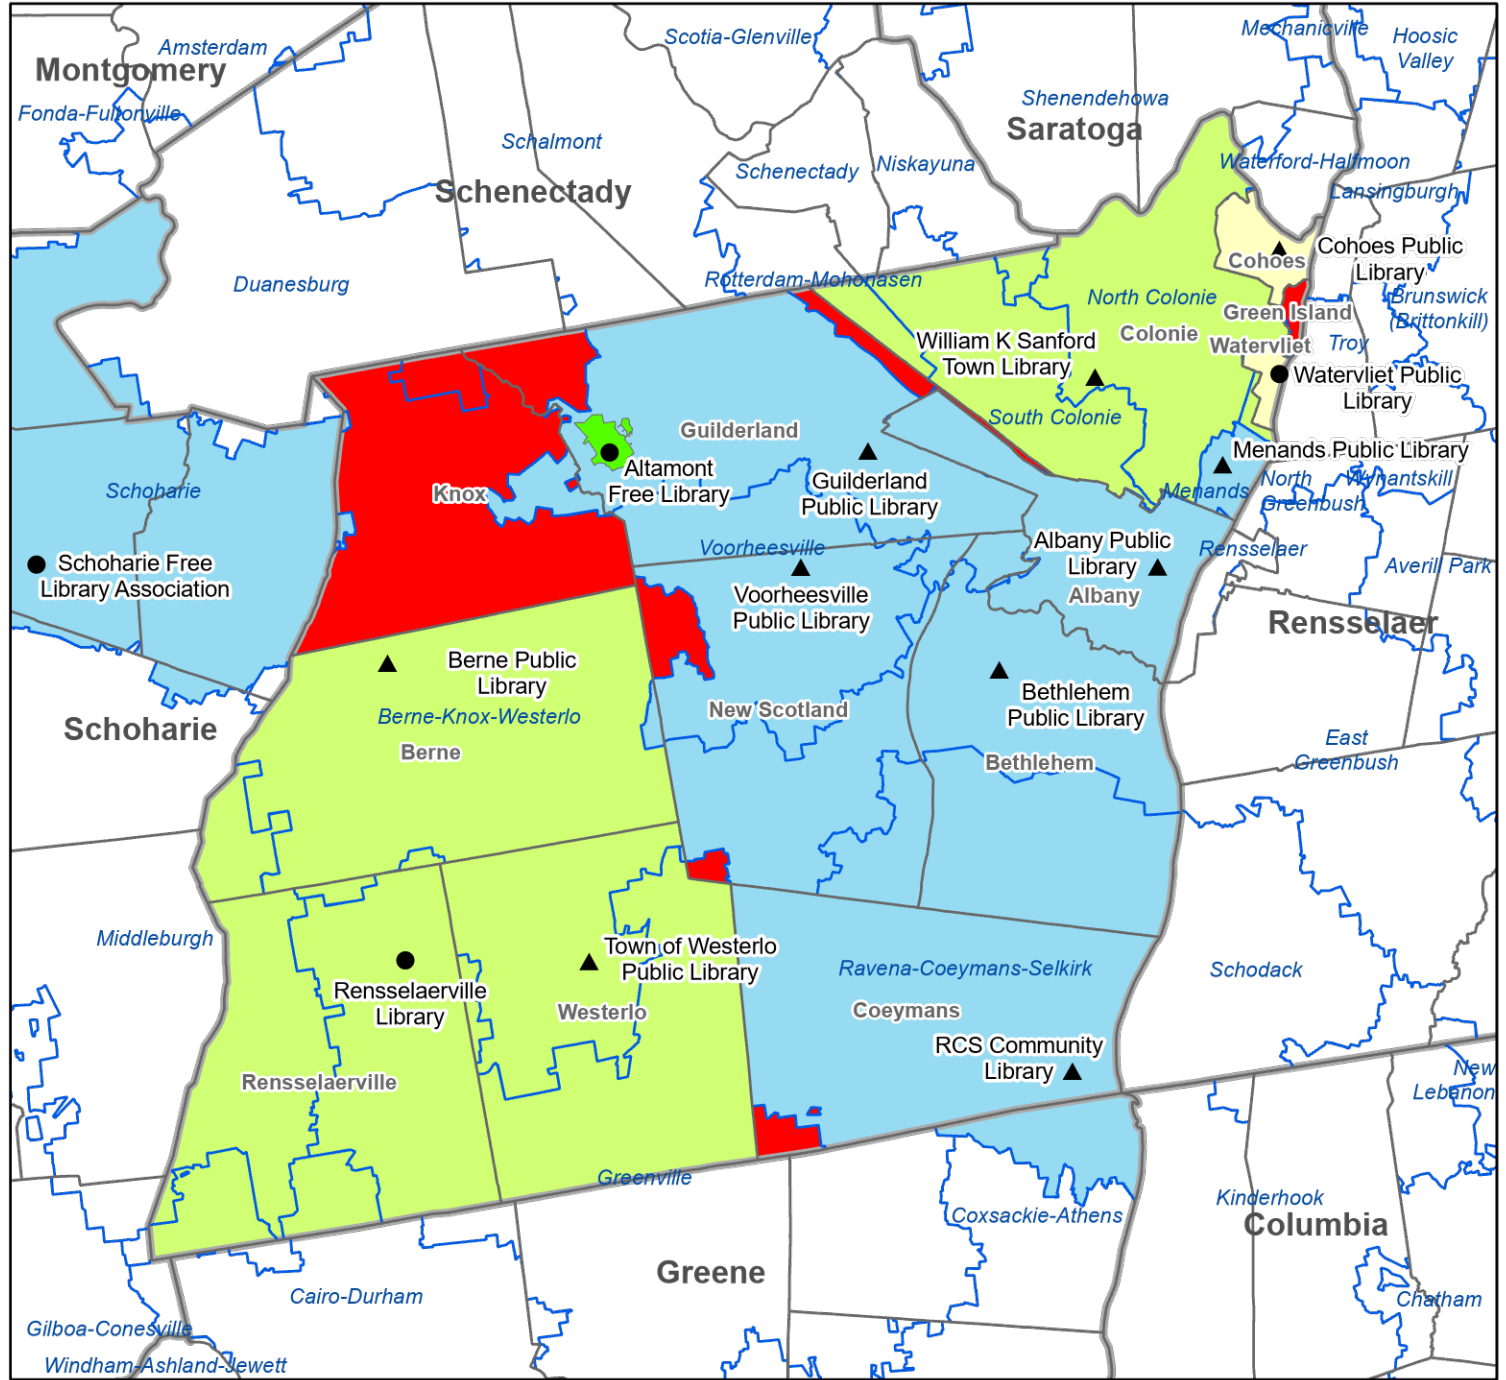 Amsterdam
Montgomery
Fonda-Fultonville
Scotia-Glenville
Mechanicville
Hoosic
Valley
Shenendehowa
Saratoga
Schalmont
Schenectady
Niskayuna
Waterford-Halfmoon
Schenectady
Lansingburgh
Duanesburg
Rotterdam-Mohonasen
Cohoes
Cohoes Public
Library
North Colonie
Brunswick
(Brittonkill)
Green Island
Colonie
Watervliet
Troy
William K Sanford
Town Library
Watervliet Public
Library
South Colonie
Guilderland
Menands Public Library
Altamont
Free Library
Guilderland
Public Library
Knox
Schoharie
Menands
North
Greenbush
Wynantskill
Voorheesville
Albany Public
Library
Rensselaer
Averill Park
Schoharie Free
Library Association
Voorheesville
Public Library
Albany
Rensselaer
Berne Public
Library
Bethlehem
Public Library
Berne-Knox-Westerlo
New Scotland
Schoharie
Berne
Bethlehem
East
Greenbush
Middleburgh
Town of Westerlo
Public Library
Ravena-Coeymans-Selkirk
Schodack
Rensselaerville
Library
Westerlo
Coeymans
RCS Community
Library
Rensselaerville
New
Lebanon
Greenville
Coxsackie-Athens
Kinderhook
Columbia
Greene
Cairo-Durham
Chatham
Gilboa-Conesville
Windham-Ashland-Jewett